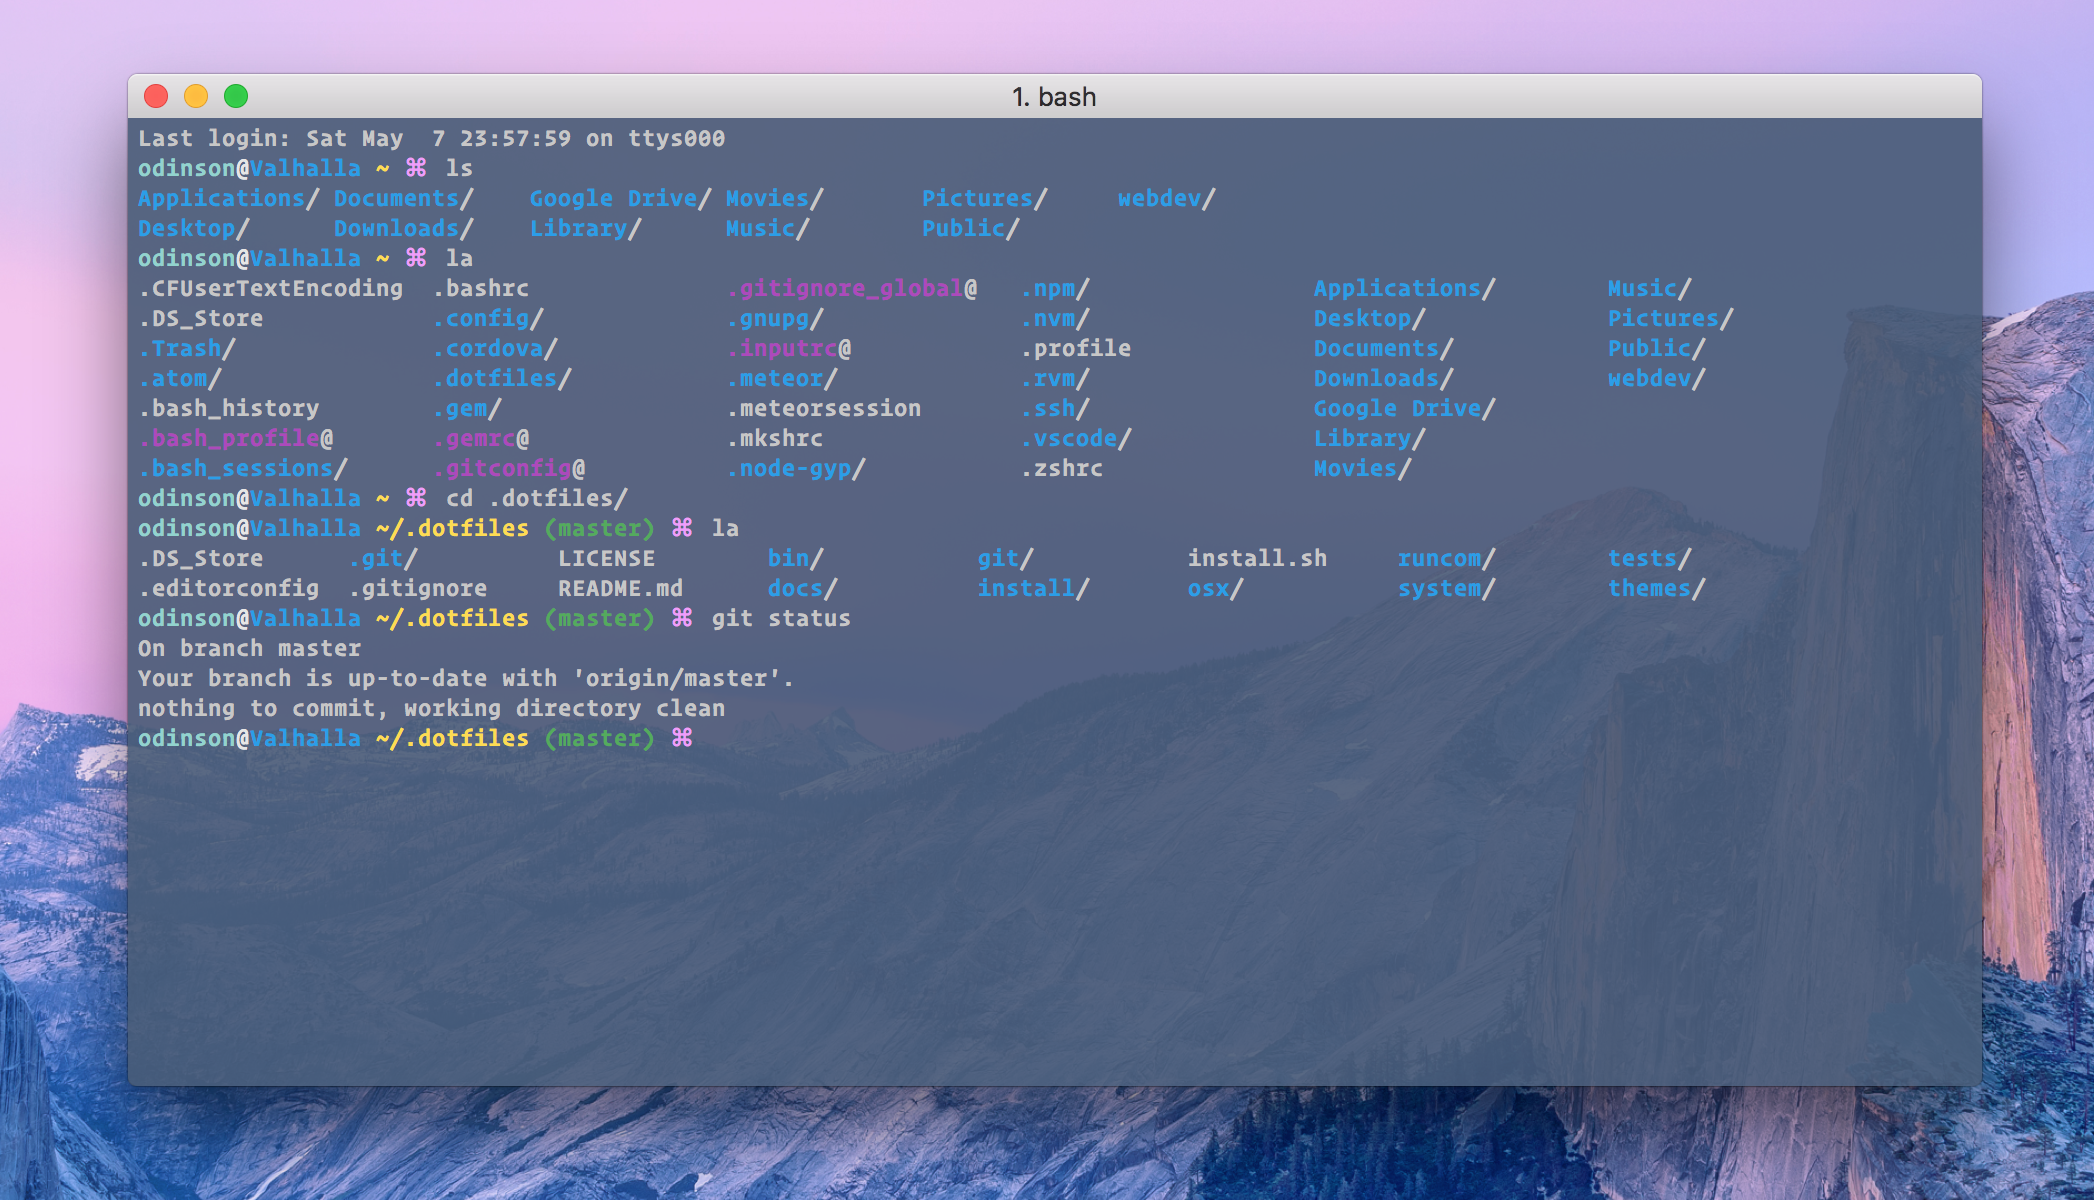 1. bash
Last login: Sat May  7 23:57:59 on ttys000
odinson@Valhalla ~ ⌘ ls
Applications/ Documents/    Google Drive/ Movies/       Pictures/     webdev/
Desktop/      Downloads/    Library/      Music/        Public/
odinson@Valhalla ~ ⌘ la
.CFUserTextEncoding  .bashrc              .gitignore_global@   .npm/                Applications/        Music/
.DS_Store            .config/             .gnupg/              .nvm/                Desktop/             Pictures/
.Trash/              .cordova/            .inputrc@            .profile             Documents/           Public/
.atom/               .dotfiles/           .meteor/             .rvm/                Downloads/           webdev/
.bash_history        .gem/                .meteorsession       .ssh/                Google Drive/
.bash_profile@       .gemrc@              .mkshrc              .vscode/             Library/
.bash_sessions/      .gitconfig@          .node-gyp/           .zshrc               Movies/
odinson@Valhalla ~ ⌘ cd .dotfiles/
odinson@Valhalla ~/.dotfiles (master) ⌘ la
.DS_Store      .git/          LICENSE        bin/           git/           install.sh     runcom/        tests/
.editorconfig  .gitignore     README.md      docs/          install/       osx/           system/        themes/
odinson@Valhalla ~/.dotfiles (master) ⌘ git status
On branch master
Your branch is up-to-date with 'origin/master'.
nothing to commit, working directory clean
odinson@Valhalla ~/.dotfiles (master) ⌘